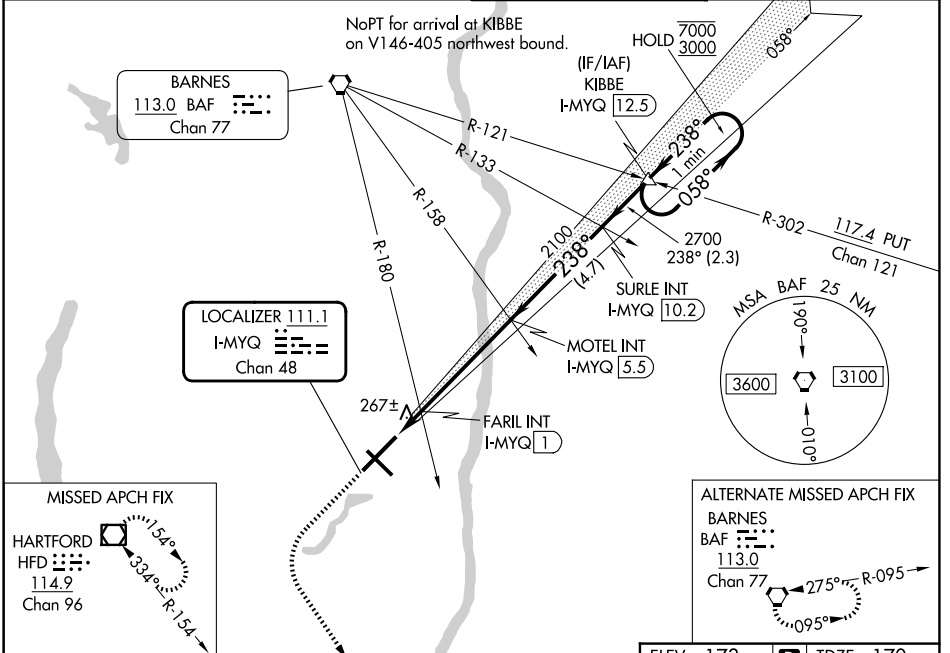 NoPT for arrival at KIBBE
on V146-405 northwest bound.
HOLD 7000
3000
058°
(IF/IAF)
KIBBE
I-MYQ 12.5
BARNES
113.0 BAF
Chan 77
R-121
R-133
R-158
R-180
238°
1 min
058°
R-302
117.4 PUT
Chan 121
2100
238°
(4.7)
2700
238° (2.3)
SURLE INT
I-MYQ 10.2
MSA BAF 25 NM
190°
3600
3100
010°
LOCALIZER 111.1
I-MYQ
Chan 48
MOTEL INT
I-MYQ 5.5
267±
FARIL INT
I-MYQ 1
MISSED APCH FIX
HARTFORD
HFD
114.9
Chan 96
154°
334°
R-154
ALTERNATE MISSED APCH FIX
BARNES
BAF
113.0
Chan 77
275°
R-095
095°
ELEV 173
D
TDZE 170